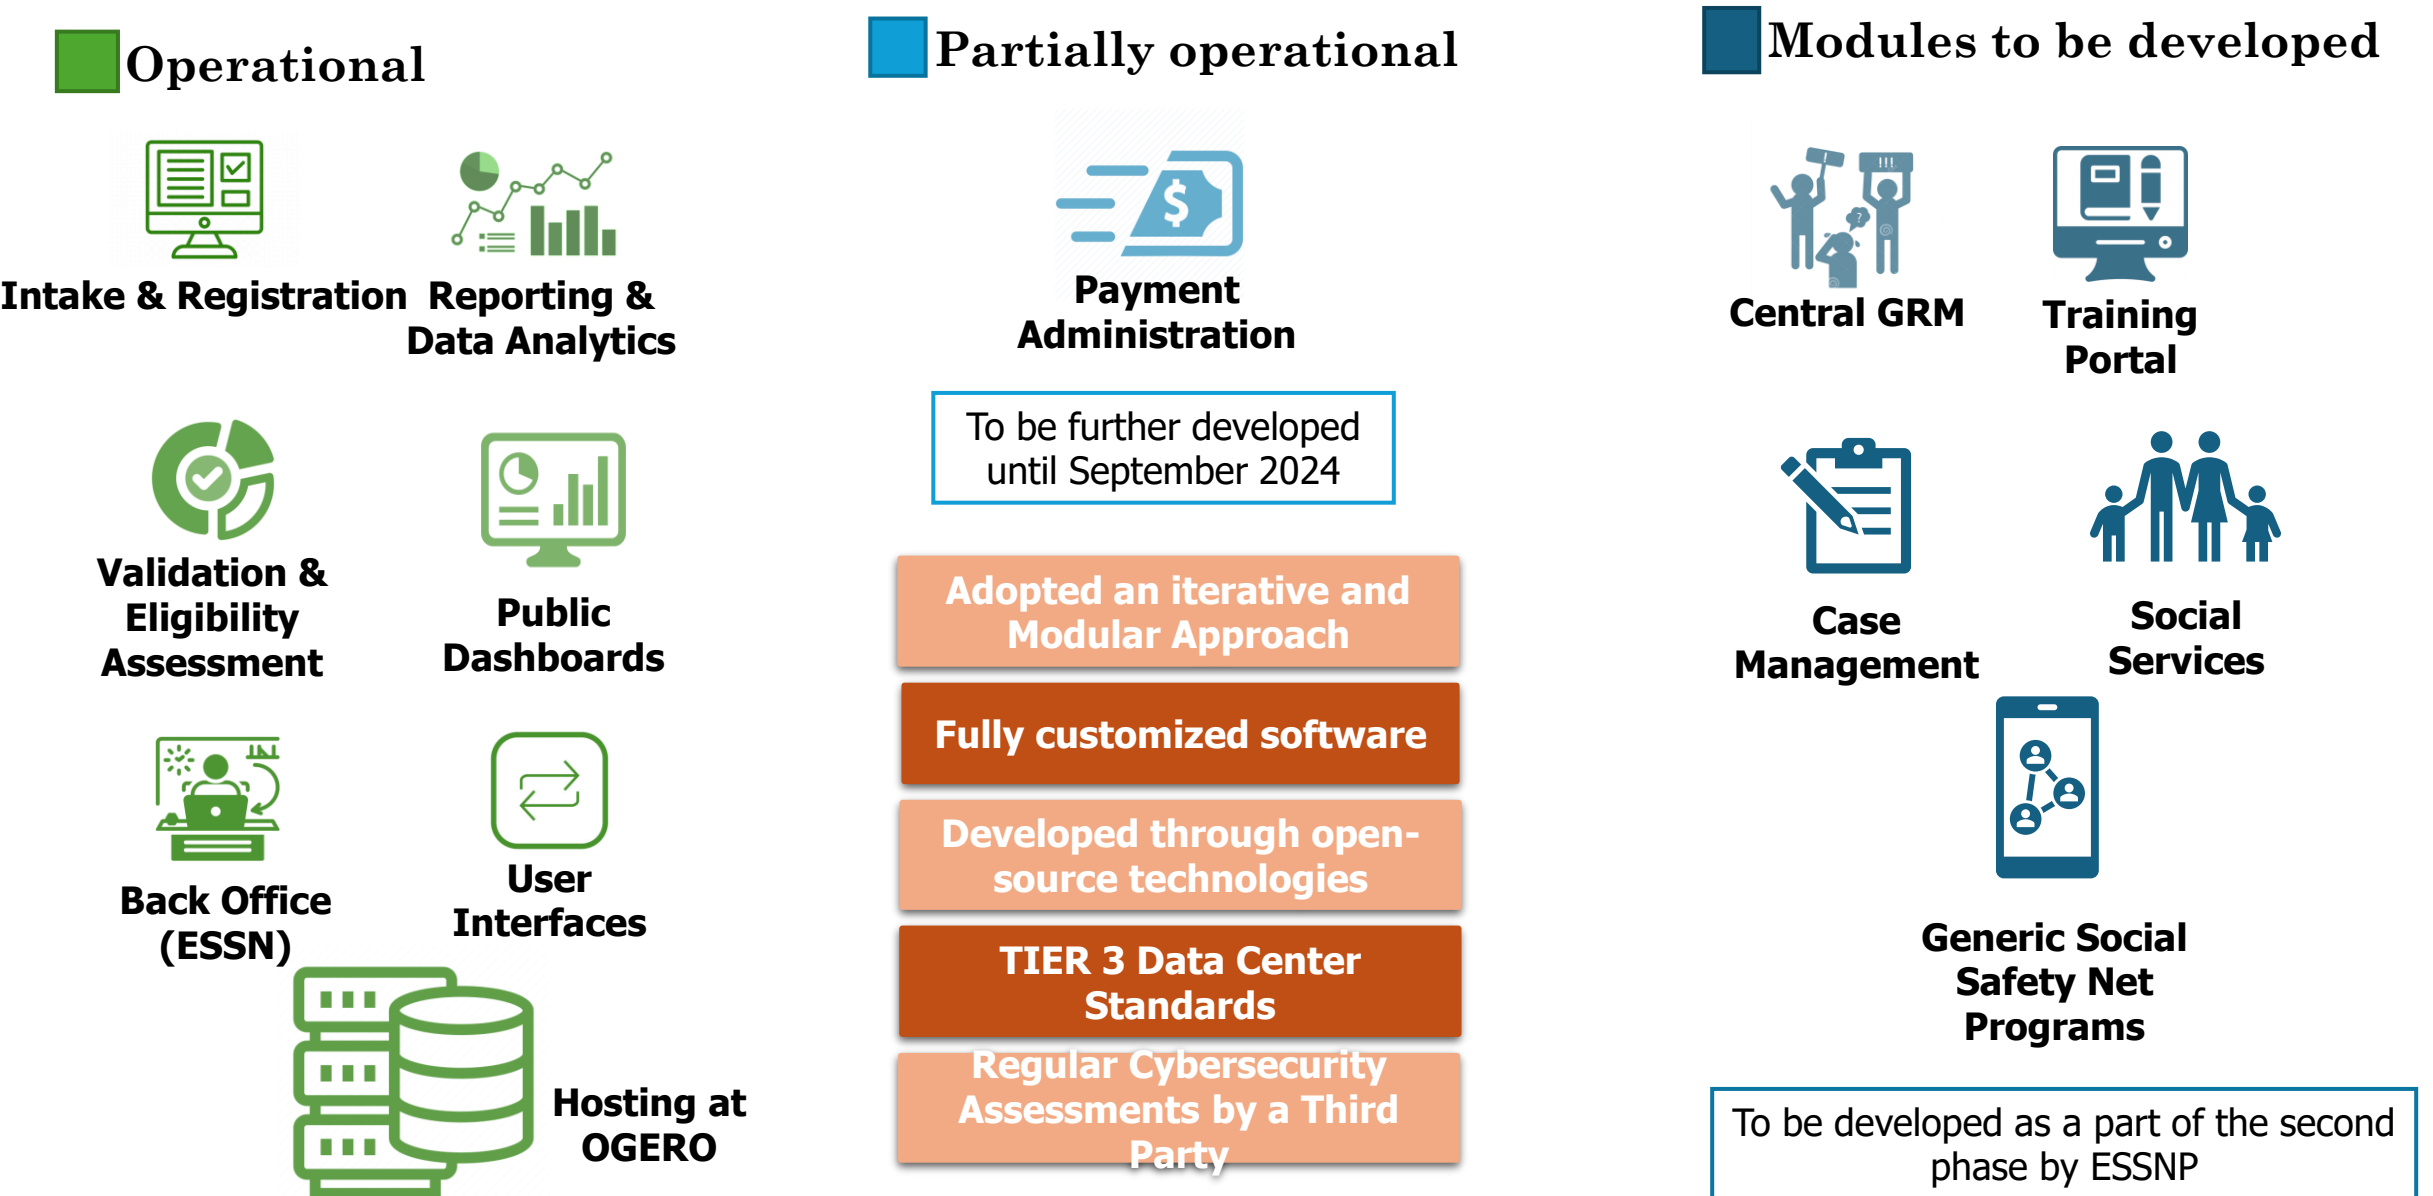 Operational
Intake & Registration
Reporting &
Data Analytics
Validation &
Eligibility
Assessment
Public
Dashboards
Back Office
(ESSN)
User
Interfaces
Hosting at
OGERO
Partially operational
$
Payment
Administration
To be further developed
until September 2024
Adopted an iterative and
Modular Approach
Fully customized software
Developed through open-
source technologies
TIER 3 Data Center
Standards
Regular Cybersecurity
Assessments by a Third
Party
Modules to be developed
!
!!!
?
Central GRM
Training
Portal
Case
Management
Social
Services
Generic Social
Safety Net
Programs
To be developed as a part of the second
phase by ESSNP